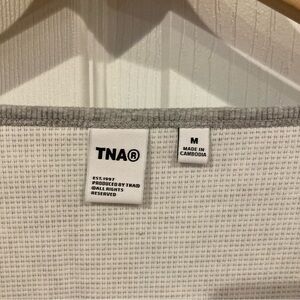 TNA®
EST. 1997
PRODUCED BY TNA®
©ALL RIGHTS
RESERVED
M
MADE IN
CAMBODIA